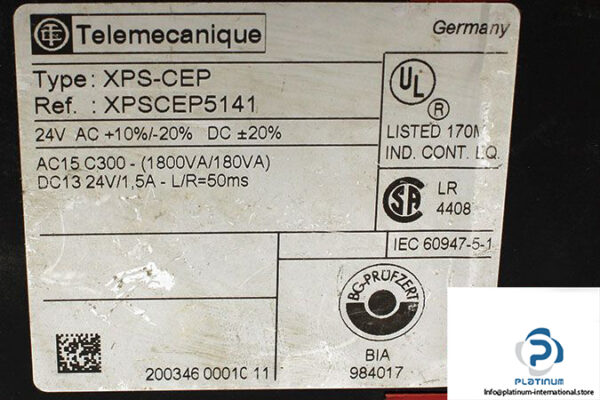 Telemecanique
Germany
Type: XPS-CEP
Ref. : XPSCEP5141
24V AC +10%/-20% DC ±20%
AC15 C300 - (1800VA/180VA)
DC13 24V/1,5A - L/R=50ms
UL
R
LISTED 170M
IND. CONT. EQ.
SA
LR
4408
IEC 60947-5-1
BG-PRÜFZERT
BIA
984017
200346 0001C 11
PLATINUM
info@platinum-international.store